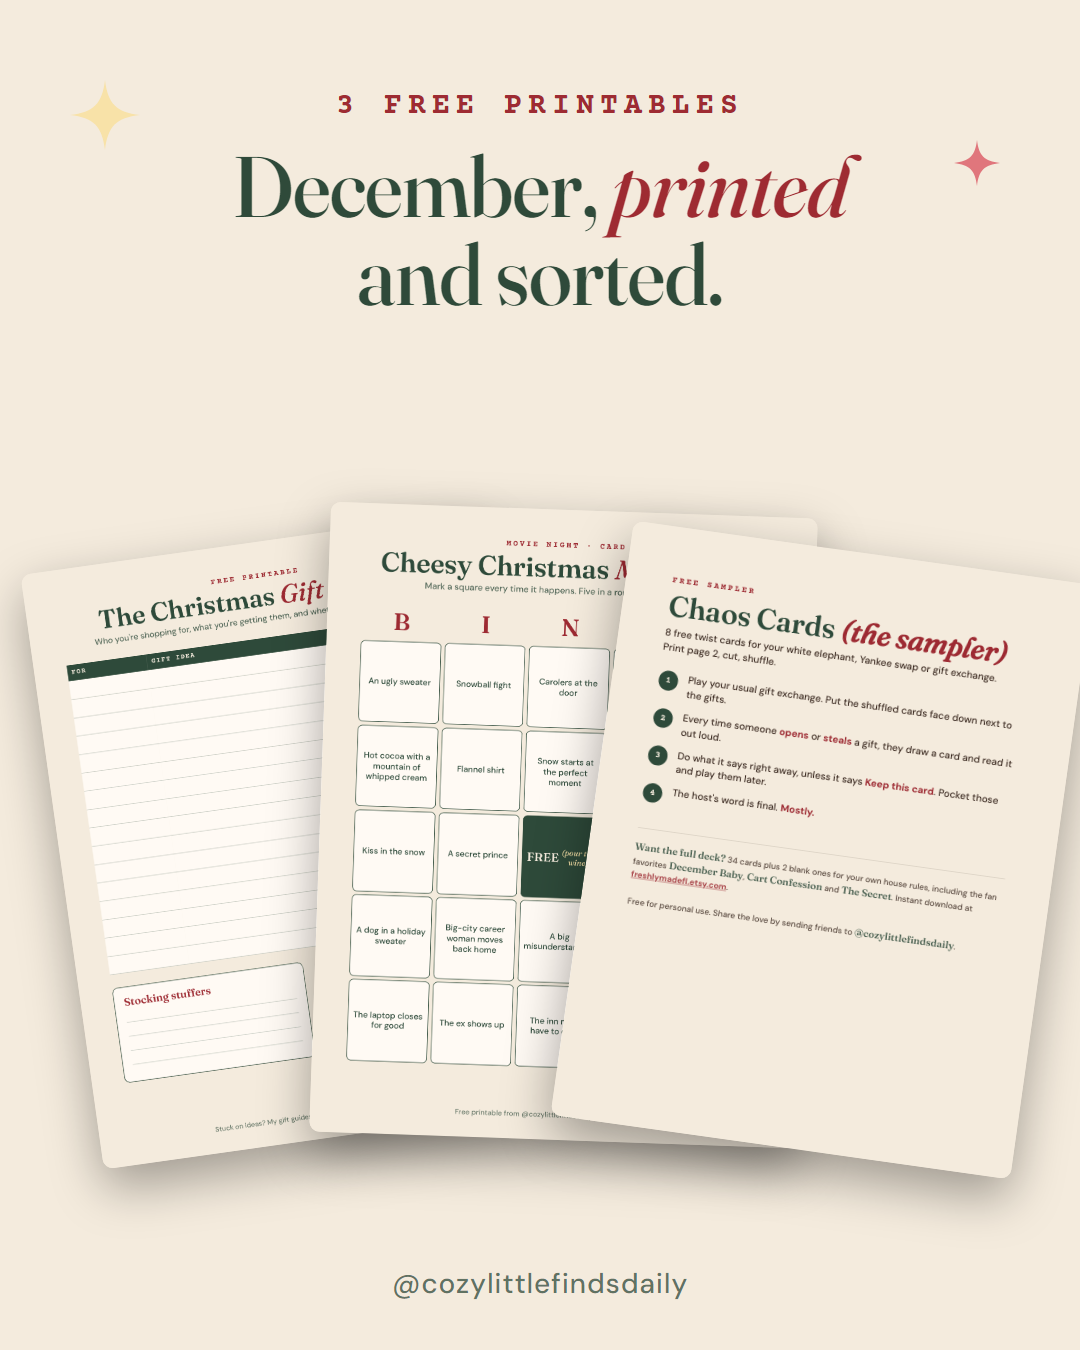 3 FREE PRINTABLES
December, printed
and sorted.
FREE PRINTABLE
The Christmas Gift
Who you're shopping for, what you're getting them, and
FOR
GIFT IDEA
Stocking stuffers
Stuck on ideas? My gift
MOVIE NIGHT · CARD
Cheesy Christmas
Mark a square every time it happens. Five in a
B I N
An ugly sweater
Snowball fight
Carolers at the
door
Hot cocoa with a
mountain of
whipped cream
Flannel shirt
Snow starts at
the perfect
moment
Kiss in the snow
A secret prince
FREE (pour
A dog in a holiday
sweater
Big-city career
woman moves
back home
A big
The laptop closes
for good
The ex shows up
The inn
have to
Free printable from
FREE SAMPLER
Chaos Cards (the sampler)
8 free twist cards for your white elephant, Yankee swap or gift exchange.
Print page 2, cut, shuffle.
1 Play your usual gift exchange. Put the shuffled cards face down next to
the gifts.
2 Every time someone opens or steals a gift, they draw a card and read it
out loud.
3 Do what it says right away, unless it says Keep this card. Pocket those
and play them later.
4 The host's word is final. Mostly.
Want the full deck? 34 cards plus 2 blank ones for your own house rules, including the fan
favorites December Baby, Cart Confession and The Secret. Instant download at
freshlymadefi.etsy.com.
Free for personal use. Share the love by sending friends to @cozylittlefindsdaily.
@cozylittlefindsdaily